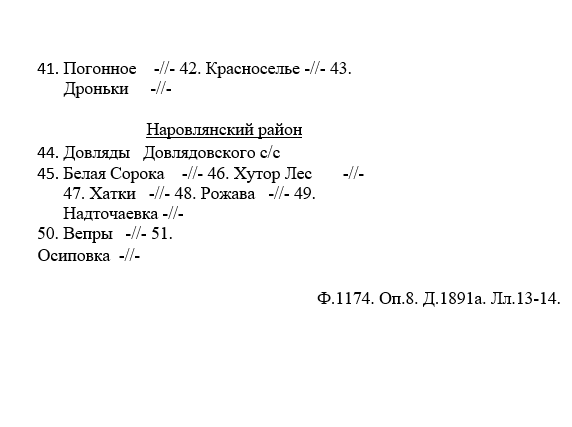 41. Погонное -//- 42. Красноселье -//- 43.
Дроньки -//-
Наровлянский район
44. Довляды Довлядовского с/с
45. Белая Сорока -//- 46. Хутор Лес -//-
47. Хатки -//- 48. Рожава -//- 49.
Надточаевка -//-
50. Вепры -//- 51.
Осиповка -//-
Ф.1174. Оп.8. Д.1891а. Лл.13-14.